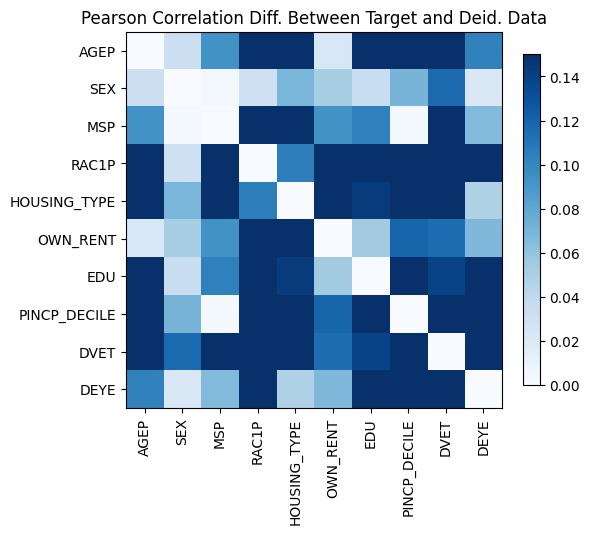 Pearson Correlation Diff. Between Target and Deid. Data
AGEP
SEX
MSP
RAC1P
HOUSING_TYPE
OWN_RENT
EDU
PINCP_DECILE
DVET
DEYE
AGEP
SEX
MSP
RAC1P
HOUSING_TYPE
OWN_RENT
EDU
PINCP_DECILE
DVET
DEYE
0.14
0.12
0.10
0.08
0.06
0.04
0.02
0.00